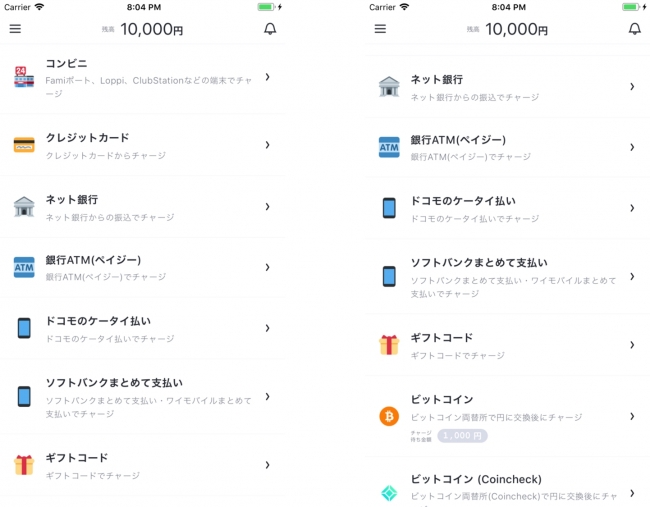 Carrier 8:04 PM
残高 10,000円
コンビニ
Famiポート、Loppi、ClubStationなどの端末でチャ
ージ
クレジットカード
クレジットカードからチャージ
ネット銀行
ネット銀行からの振込でチャージ
ATM
銀行ATM(ペイジー)
銀行ATM(ペイジー)でチャージ
ドコモのケータイ払い
ドコモのケータイ払いでチャージ
ソフトバンクまとめて支払い
ソフトバンクまとめて支払い・ワイモバイルまとめて
支払いでチャージ
ギフトコード
ギフトコードでチャージ
Carrier 8:04 PM
残高 10,000円
ネット銀行
ネット銀行からの振込でチャージ
ATM
銀行ATM(ペイジー)
銀行ATM(ペイジー)でチャージ
ドコモのケータイ払い
ドコモのケータイ払いでチャージ
ソフトバンクまとめて支払い
ソフトバンクまとめて支払い・ワイモバイルまとめて
支払いでチャージ
ギフトコード
ギフトコードでチャージ
ビットコイン
ビットコイン両替所で円に交換後にチャージ
チャージ
待ち金額
1,000 円
ビットコイン (Coincheck)
ビットコイン両替所(Coincheck)で円に交換後にチャ